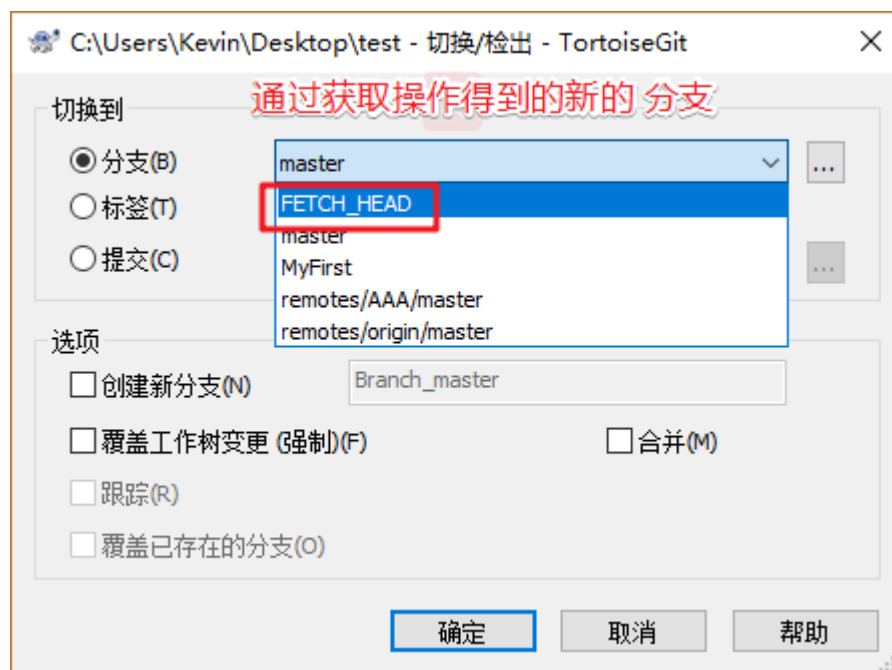 C:\Users\Kevin\Desktop\test - 切换/检出 - TortoiseGit
通过获取操作得到的新的 分支
切换到
分支(B)
master
...
FETCH_HEAD
标签(T)
master
提交(C)
MyFirst
...
remotes/AAA/master
remotes/origin/master
选项
创建新分支(N)
Branch_master
覆盖工作树变更 (强制)(F)
合并(M)
跟踪(R)
覆盖已存在的分支(O)
确定
取消
帮助